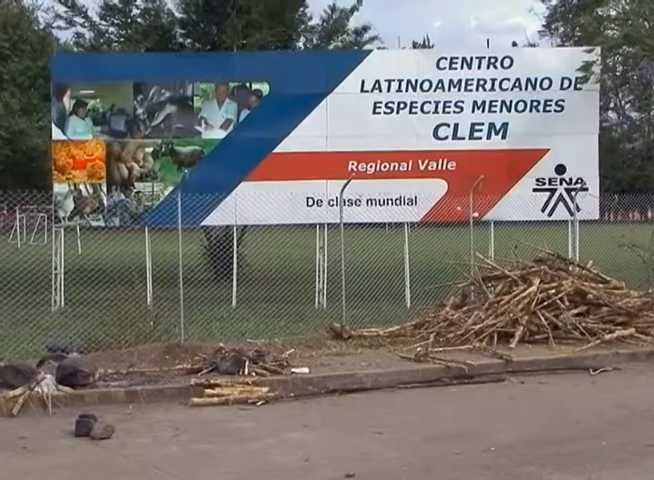 CENTRO
LATINOAMERICANO DE
ESPECIES MENORES
CLEM
Regional Valle
SENA
De clase mundial